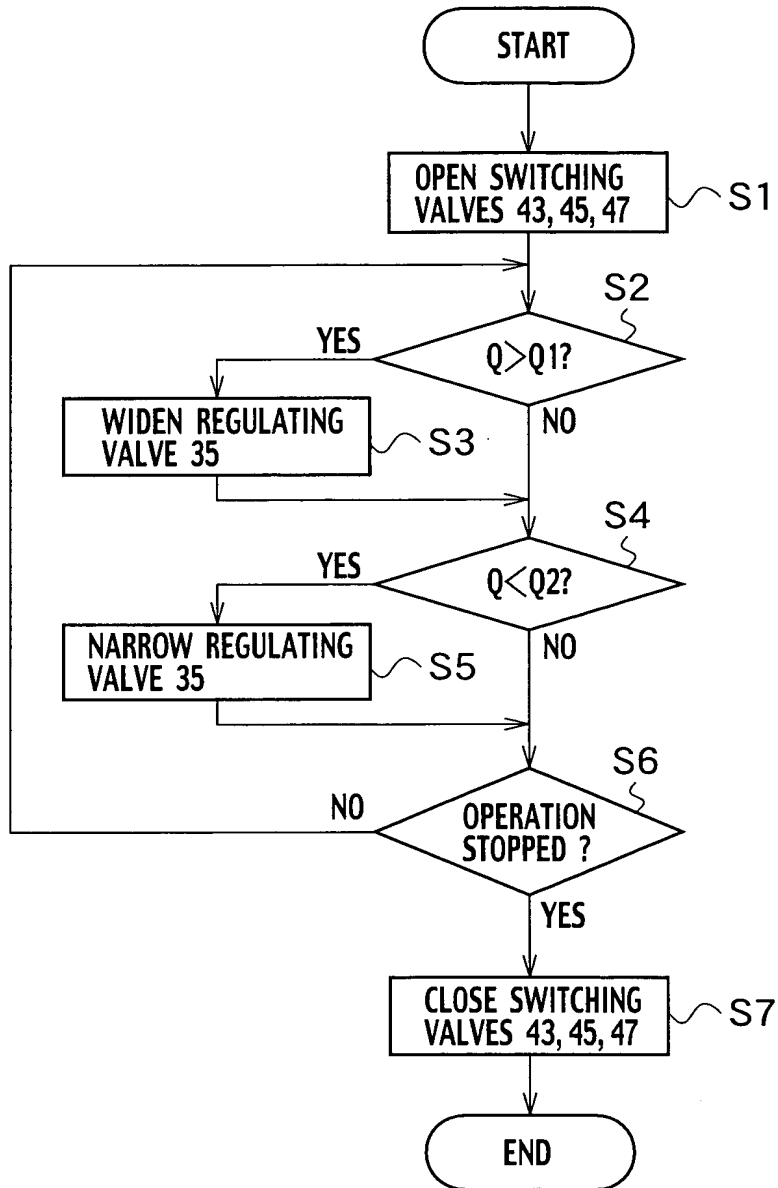 START
OPEN SWITCHING
VALVES 43, 45, 47
S1
S2
YES
Q>Q1?
NO
WIDEN REGULATING
VALVE 35
S3
S4
YES
Q<Q2?
NO
NARROW REGULATING
VALVE 35
S5
S6
NO
OPERATION
STOPPED ?
YES
CLOSE SWITCHING
VALVES 43, 45, 47
S7
END